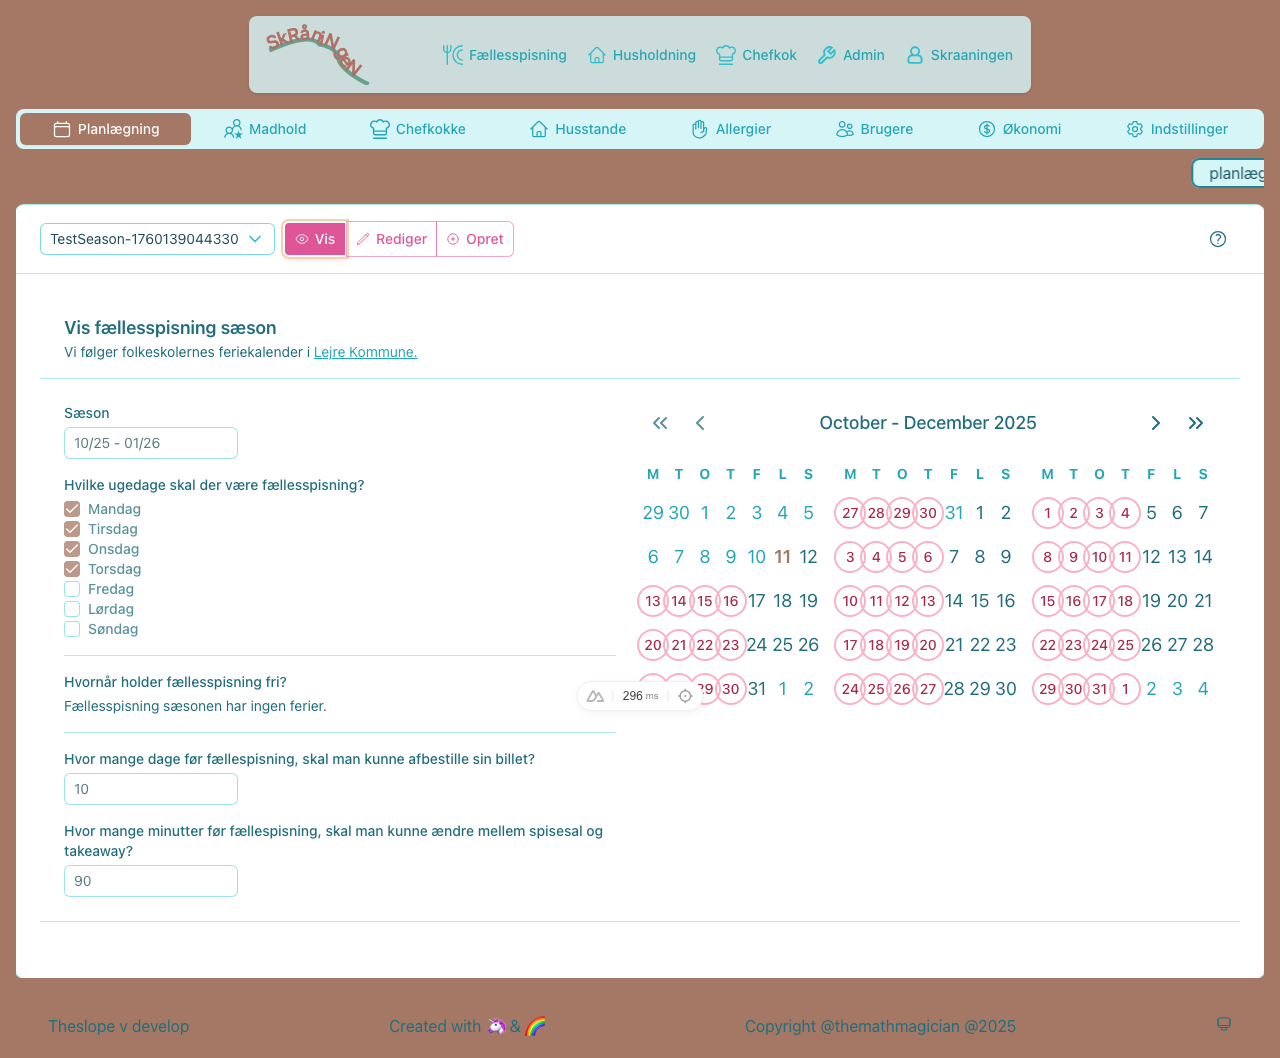 SkRåniNgeN
Fællesspisning Husholdning Chefkok Admin Skraaningen
Planlægning Madhold Chefkokke Husstande Allergier Brugere Økonomi Indstillinger
planlæg
TestSeason-1760139044330 Vis Rediger Opret
Vis fællesspisning sæson
Vi følger folkeskolernes feriekalender i Lejre Kommune.
Sæson
10/25 - 01/26
Hvilke ugedage skal der være fællesspisning?
Mandag
Tirsdag
Onsdag
Torsdag
Fredag
Lørdag
Søndag
Hvornår holder fællesspisning fri?
Fællesspisning sæsonen har ingen ferier.
Hvor mange dage før fællespisning, skal man kunne afbestille sin billet?
10
Hvor mange minutter før fællespisning, skal man kunne ændre mellem spisesal og
takeaway?
90
October - December 2025
M T O T F L S M T O T F L S M T O T F L S
29 30 1 2 3 4 5 27 28 29 30 31 1 2 1 2 3 4 5 6 7
6 7 8 9 10 11 12 3 4 5 6 7 8 9 8 9 10 11 12 13 14
13 14 15 16 17 18 19 10 11 12 13 14 15 16 15 16 17 18 19 20 21
20 21 22 23 24 25 26 17 18 19 20 21 22 23 22 23 24 25 26 27 28
29 30 31 1 2 24 25 26 27 28 29 30 29 30 31 1 2 3 4
296 ms
Theslope v develop Created with 🦄 & 🌈 Copyright @themathmagician @2025